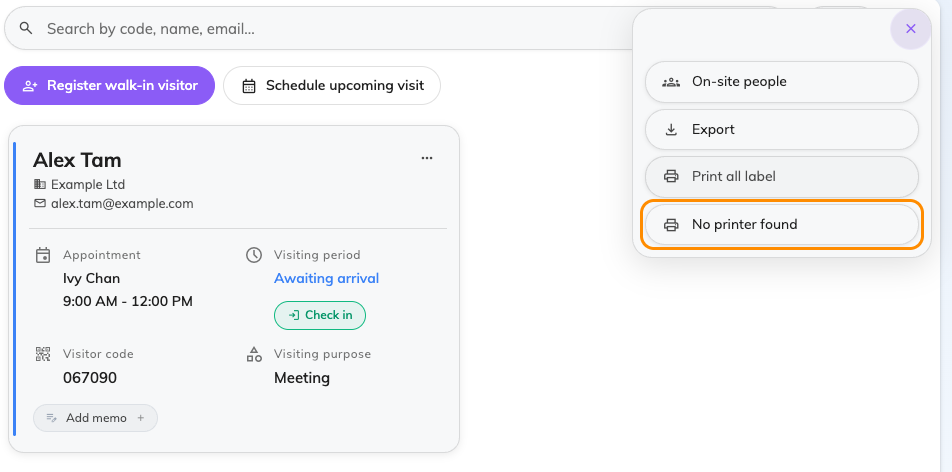 Search by code, name, email...
Register walk-in visitor
Schedule upcoming visit
Alex Tam
Example Ltd
alex.tam@example.com
Appointment
Ivy Chan
9:00 AM - 12:00 PM
Visiting period
Awaiting arrival
Check in
Visitor code
067090
Visiting purpose
Meeting
Add memo +
On-site people
Export
Print all label
No printer found